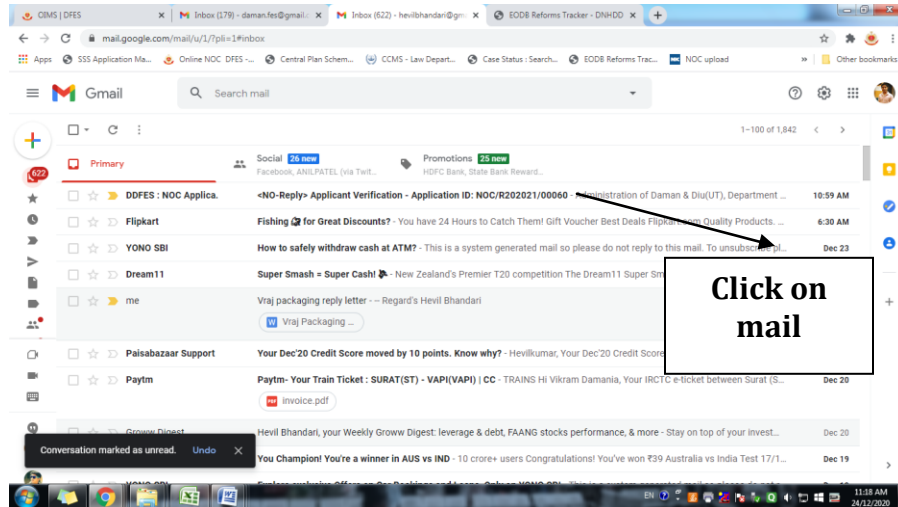 CBMS | DFES
Inbox (179) - daman.fes@gmail.c
Inbox (622) - hevilbhandari@gma
EODB Reforms Tracker - DNHDD
mail.google.com/mail/u/1/?pli=1#inbox
Apps SSS Application Ma... Online NOC DFES -... Central Plan Schem... CCMS - Law Depart... Case Status : Search... EODB Reforms Trac... NOC upload » Other bookmarks
Gmail
Search mail
1–100 of 1,842
622
Primary
Social 26 new
Facebook, ANILPATEL (via Twit...
Promotions 25 new
HDFC Bank, State Bank Reward...
DDFES : NOC Applica. <NO-Reply> Applicant Verification - Application ID: NOC/R202021/00060 - Administration of Daman & Diu(UT), Department ... 10:59 AM
Flipkart Fishing for Great Discounts? - You have 24 Hours to Catch Them! Gift Voucher Best Deals Flipkart.com Quality Products. ... 6:30 AM
YONO SBI How to safely withdraw cash at ATM? - This is a system generated mail so please do not reply to this mail. To unsubscribe pl... Dec 23
Dream11 Super Smash = Super Cash! - New Zealand's Premier T20 competition The Dream11 Super Sm
me Vraj packaging reply letter - -- Regard's Hevil Bhandari
W Vraj Packaging ...
Click on
mail
Paisabazaar Support Your Dec'20 Credit Score moved by 10 points. Know why? - Hevilkumar, Your Dec'20 Credit Score
Paytm Paytm- Your Train Ticket : SURAT(ST) - VAPI(VAPI) | CC - TRAINS Hi Vikram Damania, Your IRCTC e-ticket between Surat (S... Dec 20
PDF invoice.pdf
Groww Digest Hevil Bhandari, your Weekly Groww Digest: leverage & debt, FAANG stocks performance, & more - Stay on top of your invest... Dec 20
You Champion! You're a winner in AUS vs IND - 10 crore+ users Congratulations! You've won ₹39 Australia vs India Test 17/1... Dec 19
Conversation marked as unread. Undo
EN
11:18 AM
24/12/2020